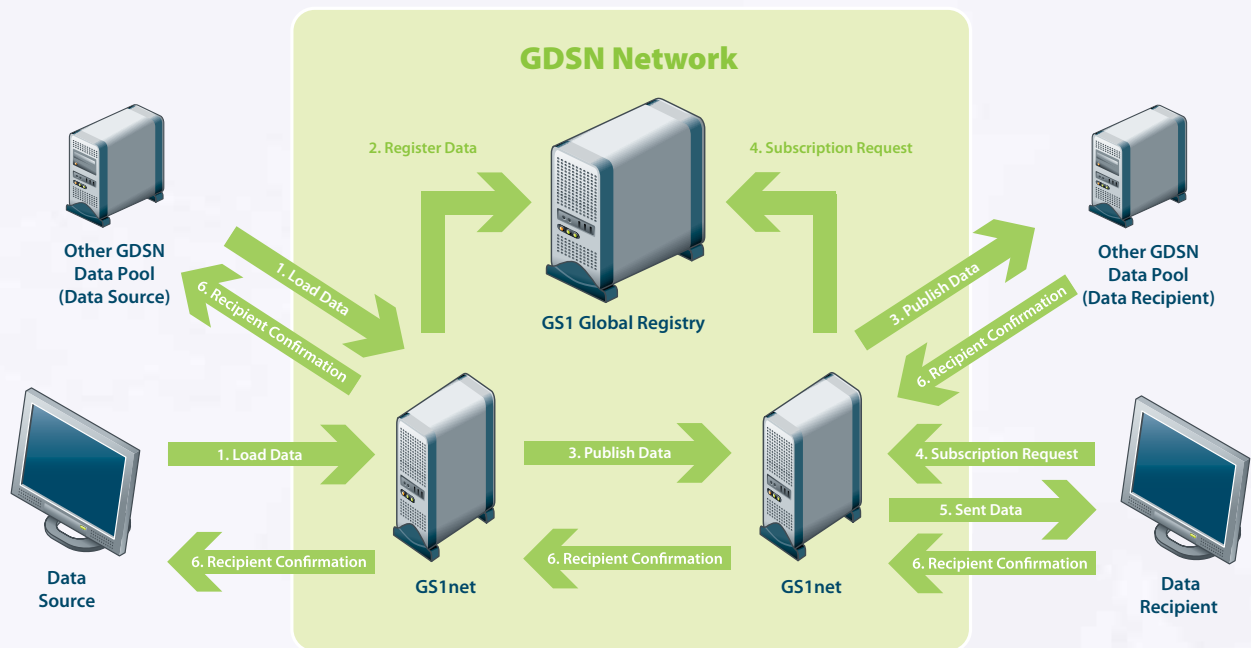 GDSN Network
2. Register Data
4. Subscription Request
Other GDSN
Data Pool
(Data Source)
1. Load Data
6. Recipient Confirmation
GS1 Global Registry
3. Publish Data
6. Recipient Confirmation
Other GDSN
Data Pool
(Data Recipient)
1. Load Data
3. Publish Data
4. Subscription Request
5. Sent Data
6. Recipient Confirmation
6. Recipient Confirmation
6. Recipient Confirmation
Data
Source
GS1net
GS1net
Data
Recipient